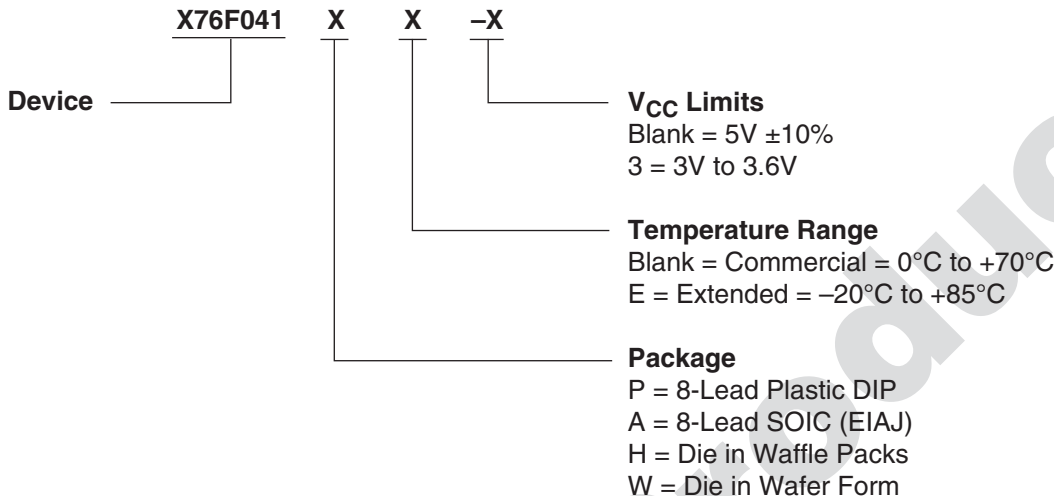 X76F041 X X –X
Device
VCC Limits
Blank = 5V ±10%
3 = 3V to 3.6V
Temperature Range
Blank = Commercial = 0°C to +70°C
E = Extended = –20°C to +85°C
Package
P = 8-Lead Plastic DIP
A = 8-Lead SOIC (EIAJ)
H = Die in Waffle Packs
W = Die in Wafer Form